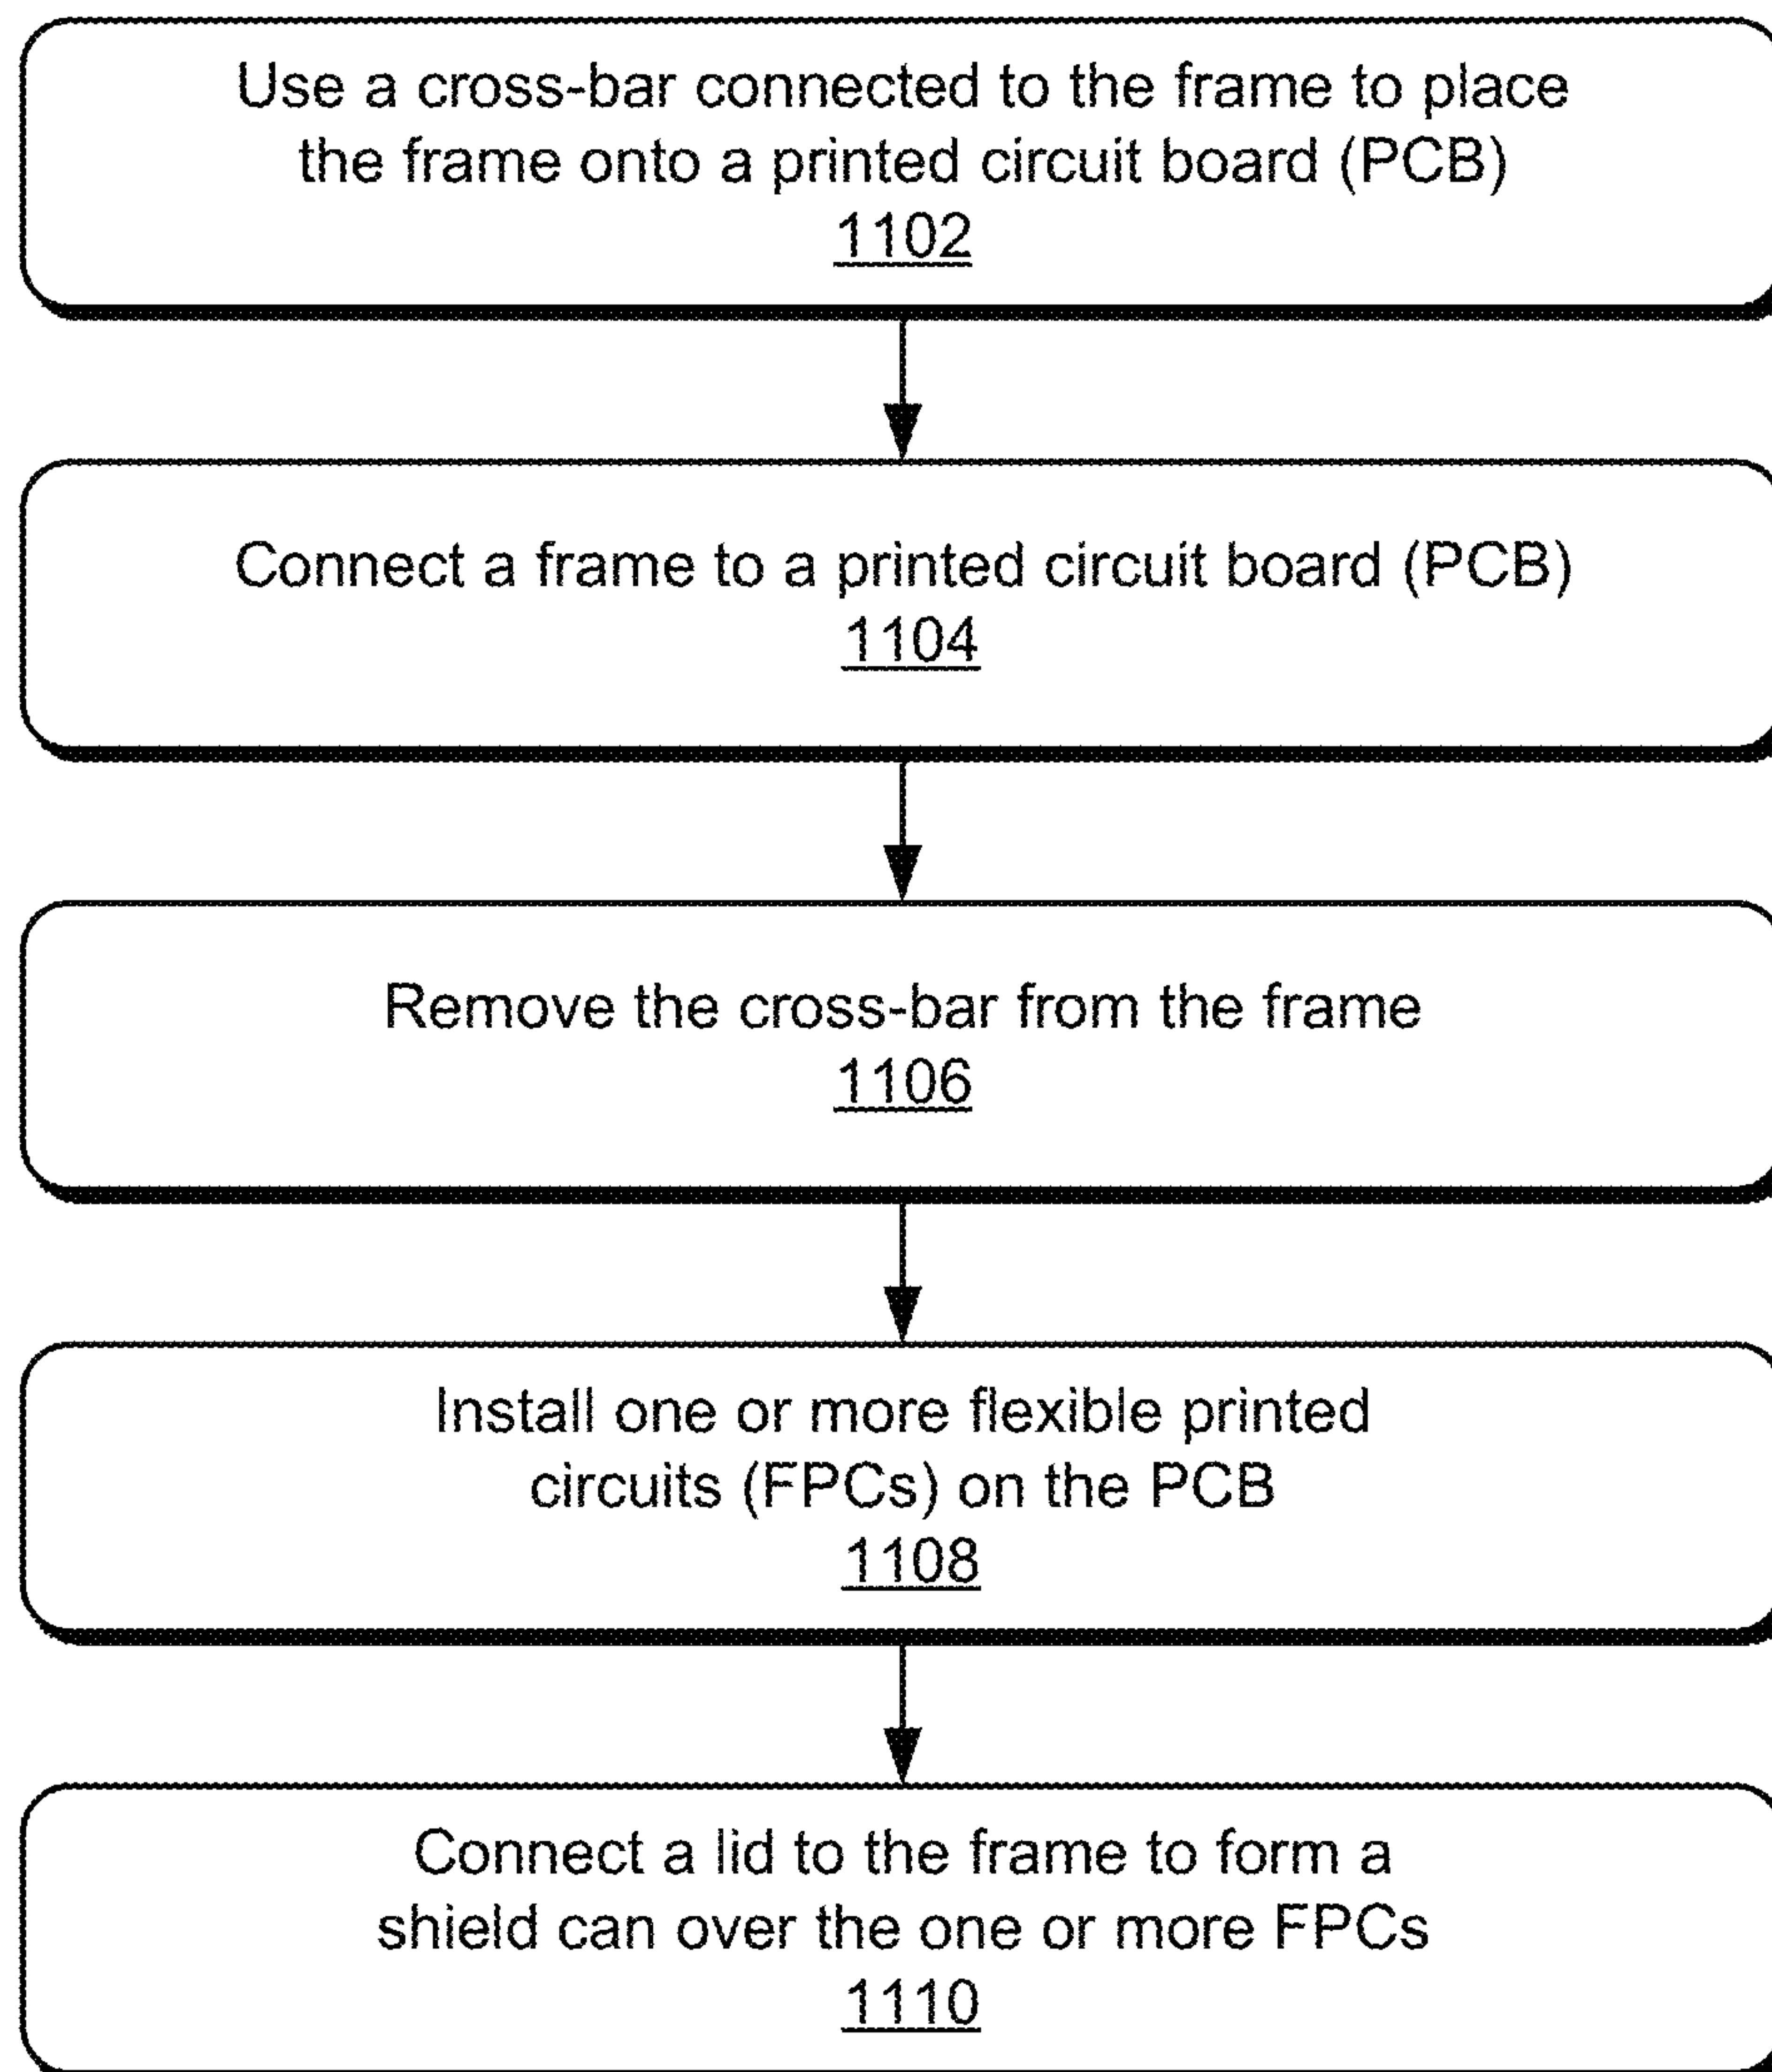 Use a cross-bar connected to the frame to place
the frame onto a printed circuit board (PCB)
1102
Connect a frame to a printed circuit board (PCB)
1104
Remove the cross-bar from the frame
1106
Install one or more flexible printed
circuits (FPCs) on the PCB
1108
Connect a lid to the frame to form a
shield can over the one or more FPCs
1110